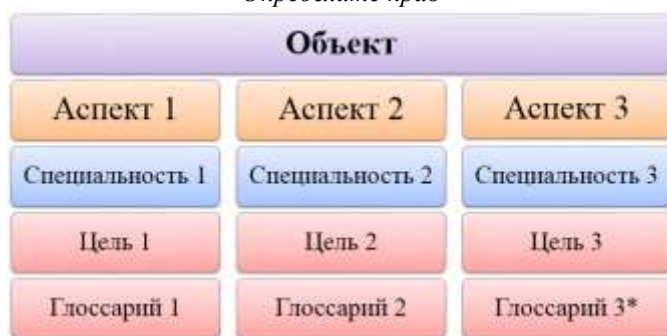 Объект
Аспект 1 Аспект 2 Аспект 3
Специальность 1 Специальность 2 Специальность 3
Цель 1 Цель 2 Цель 3
Глоссарий 1 Глоссарий 2 Глоссарий 3*